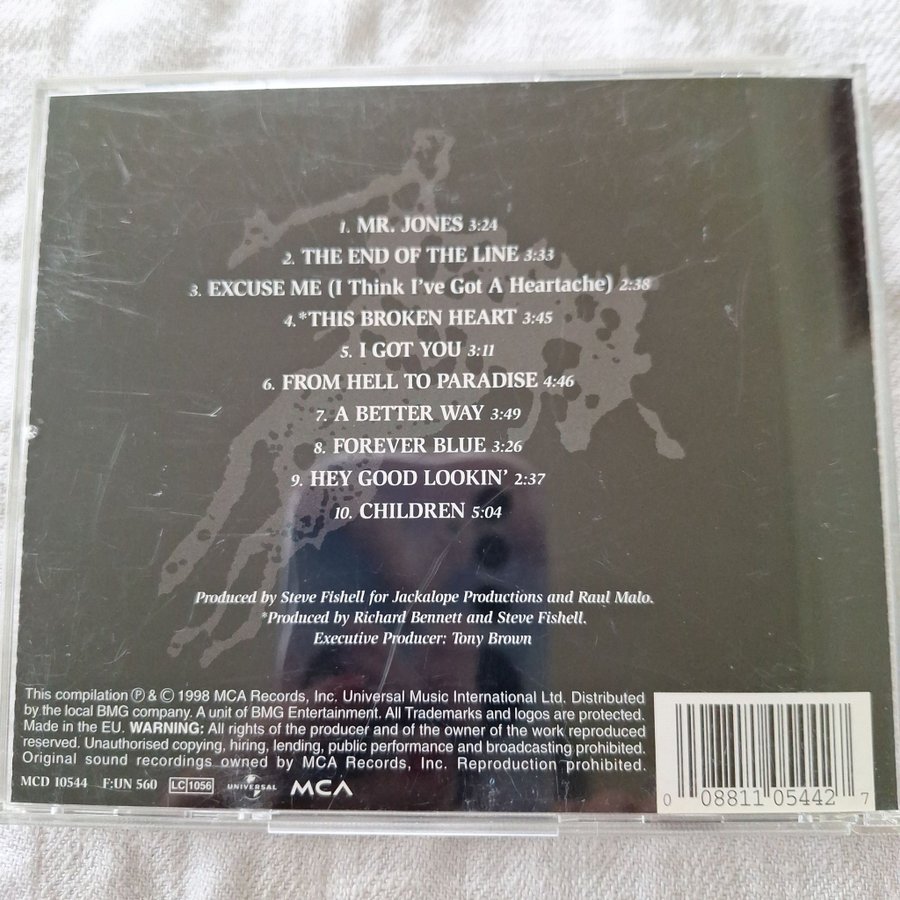 1. MR. JONES 3:24
2. THE END OF THE LINE 3:33
3. EXCUSE ME (I Think I've Got A Heartache) 2:38
4. *THIS BROKEN HEART 3:45
5. I GOT YOU 3:11
6. FROM HELL TO PARADISE 4:46
7. A BETTER WAY 3:49
8. FOREVER BLUE 3:26
9. HEY GOOD LOOKIN' 2:37
10. CHILDREN 5:04
Produced by Steve Fishell for Jackalope Productions and Raul Malo.
*Produced by Richard Bennett and Steve Fishell.
Executive Producer: Tony Brown
This compilation ℗ & © 1998 MCA Records, Inc. Universal Music International Ltd. Distributed
by the local BMG company. A unit of BMG Entertainment. All Trademarks and logos are protected.
Made in the EU. WARNING: All rights of the producer and of the owner of the work reproduced
reserved. Unauthorised copying, hiring, lending, public performance and broadcasting prohibited.
Original sound recordings owned by MCA Records, Inc. Reproduction prohibited.
MCD 10544 F:UN 560 LC 1056 UNIVERSAL MCA
0 08811 05442 7